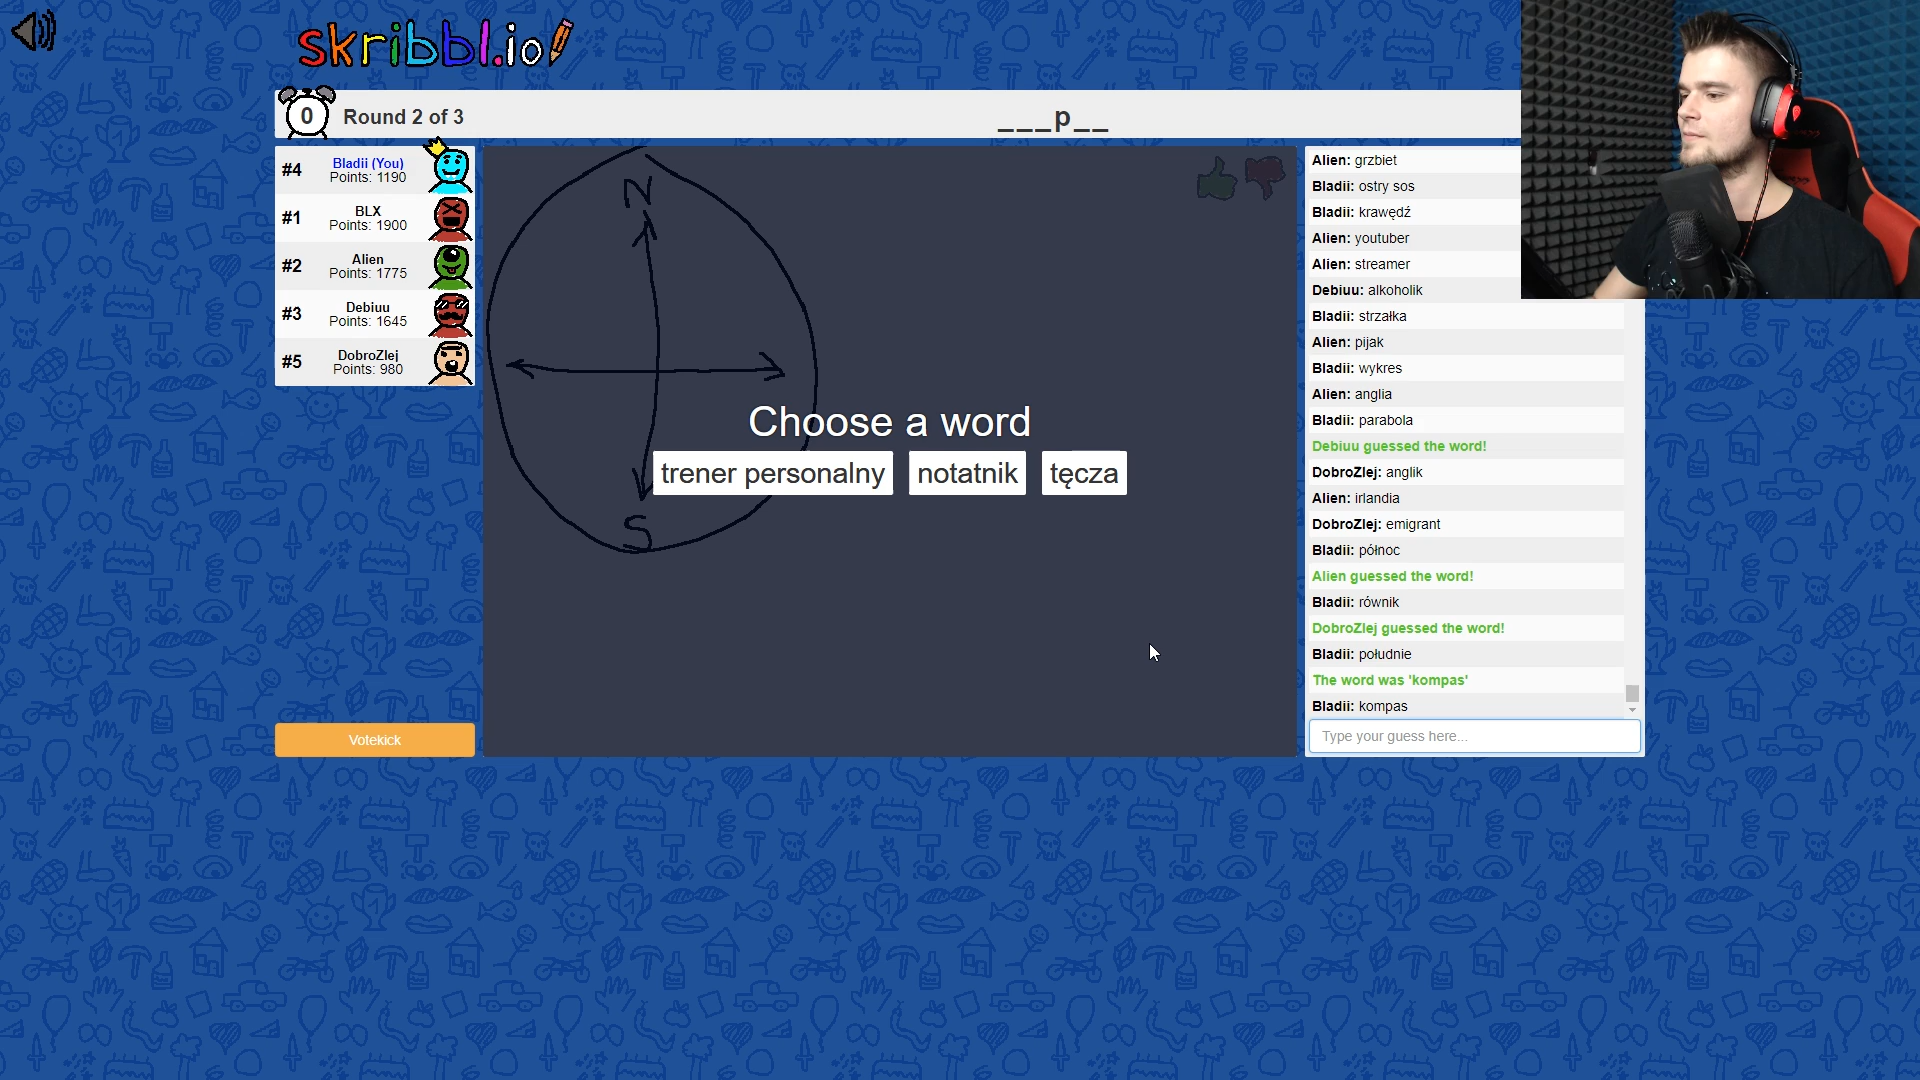 skribbl.io
0
Round 2 of 3
___p__
#4
Bladii (You)
Points: 1190
#1
BLX
Points: 1900
#2
Alien
Points: 1775
#3
Debiuu
Points: 1645
#5
DobroZlej
Points: 980
Votekick
N
S
Choose a word
trener personalny
notatnik
tęcza
Alien: grzbiet
Bladii: ostry sos
Bladii: krawędź
Alien: youtuber
Alien: streamer
Debiuu: alkoholik
Bladii: strzałka
Alien: pijak
Bladii: wykres
Alien: anglia
Bladii: parabola
Debiuu guessed the word!
DobroZlej: anglik
Alien: irlandia
DobroZlej: emigrant
Bladii: północ
Alien guessed the word!
Bladii: równik
DobroZlej guessed the word!
Bladii: południe
The word was 'kompas'
Bladii: kompas
Type your guess here...